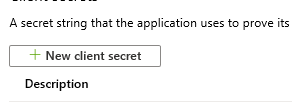 A secret string that the application uses to prove its
+ New client secret
Description